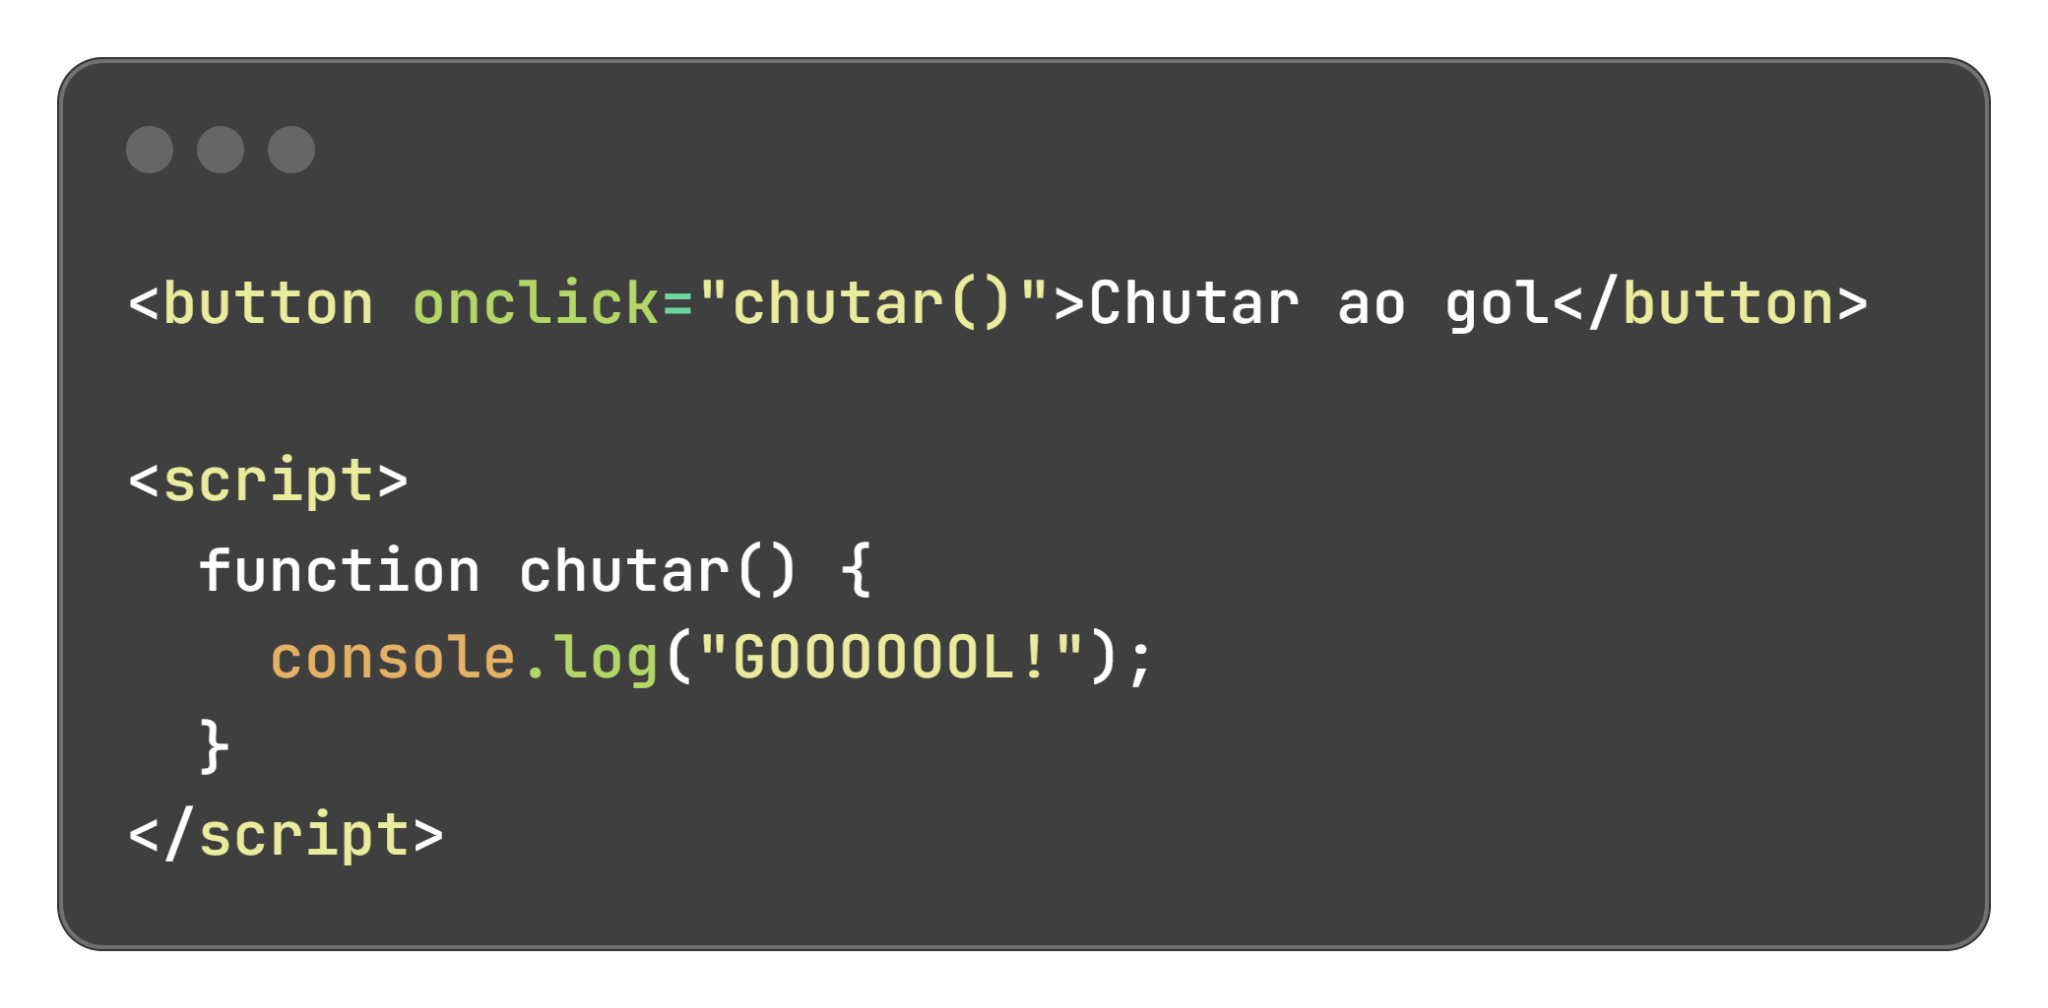 <button onclick="chutar()">Chutar ao gol</button>
<script>
function chutar() {
console.log("GOOOOOOL!");
}
</script>